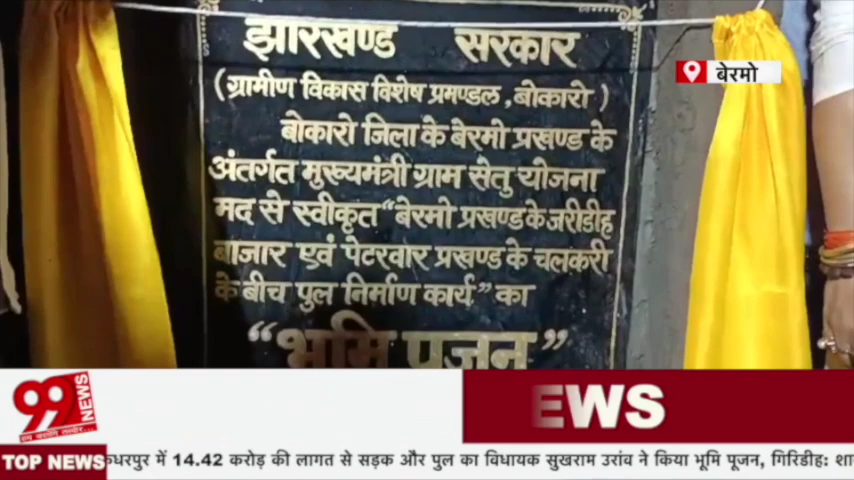 झारखण्ड सरकार
(ग्रामीण विकास विशेष प्रमण्डल, बोकारो)
बोकारो जिला के बेरमो प्रखण्ड के
अंतर्गत मुख्यमंत्री ग्राम सेतु योजना
मद से स्वीकृत "बेरमो प्रखण्ड के जरीडीह
बाजार एवं पेटरवार प्रखण्ड के चलकरी
के बीच पुल निर्माण कार्य" का
"भूमि पूजन"
बेरमो
99 NEWS
EWS
TOP NEWS
कधरपुर में 14.42 करोड़ की लागत से सड़क और पुल का विधायक सुखराम उरांव ने किया भूमि पूजन, गिरिडीह: शा